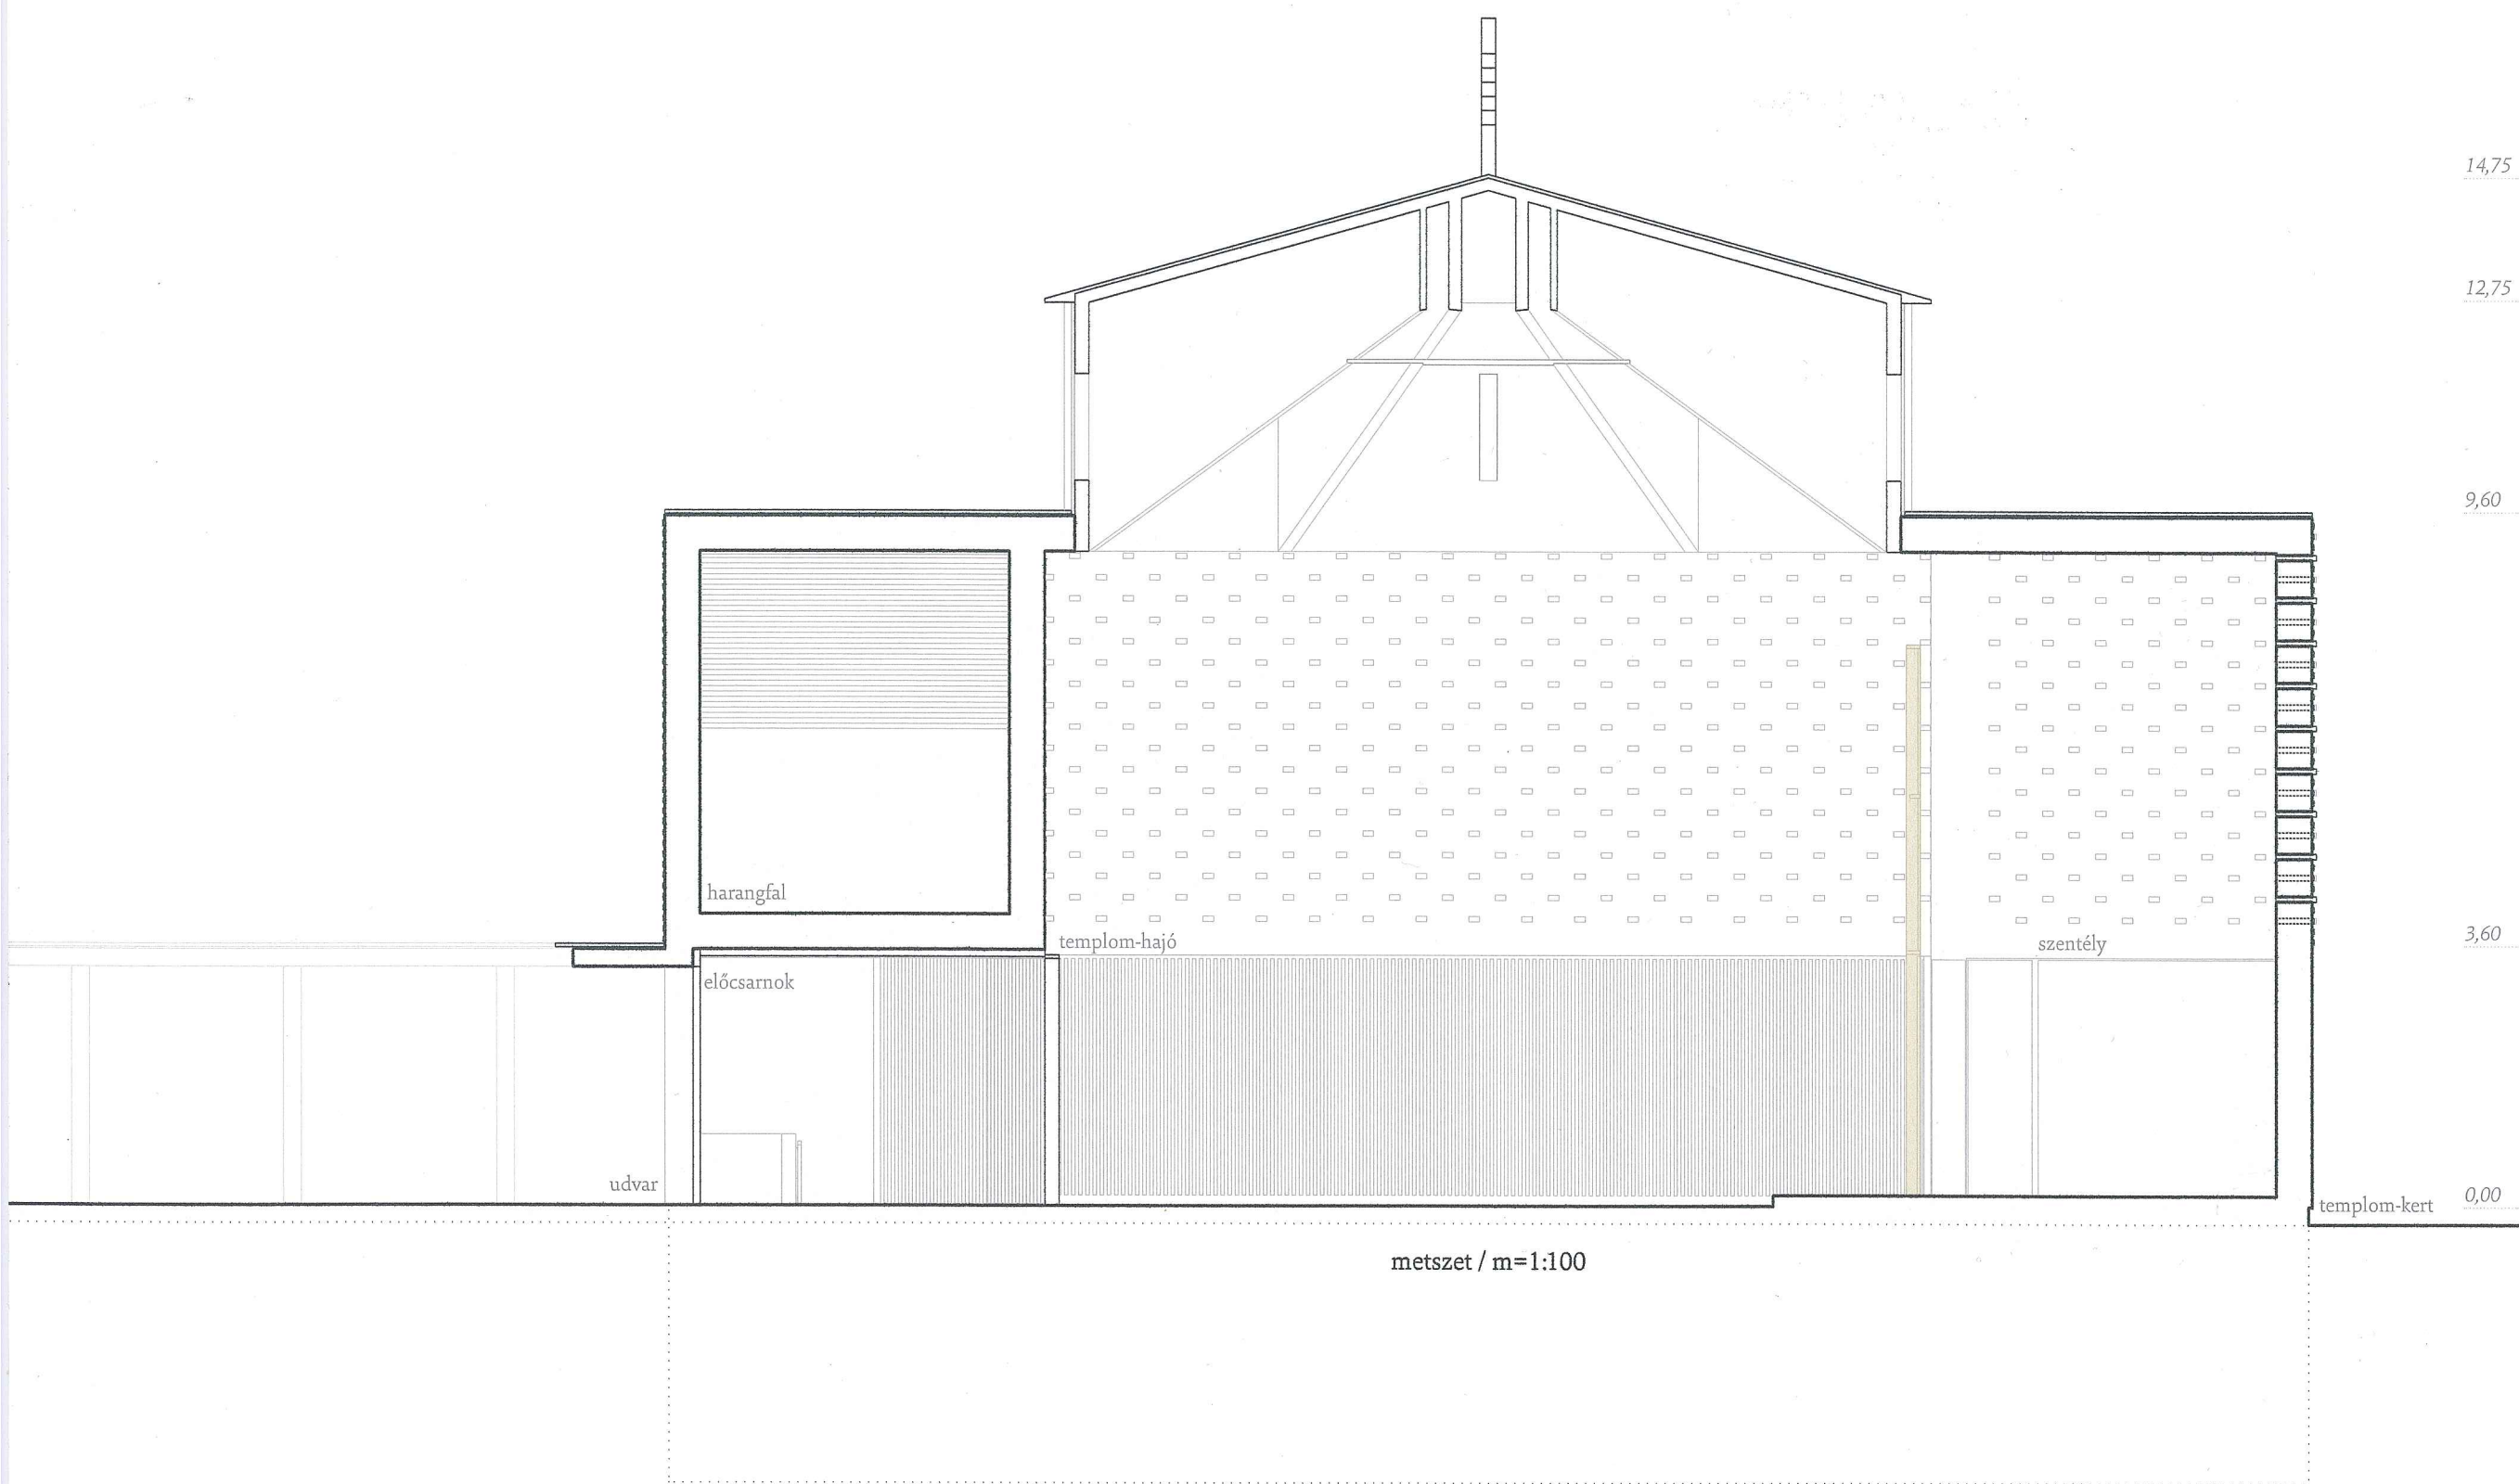 14,75
12,75
9,60
harangfal
templom-hajó
szentély
3,60
előcsarnok
udvar
0,00
templom-kert
metszet / m=1:100